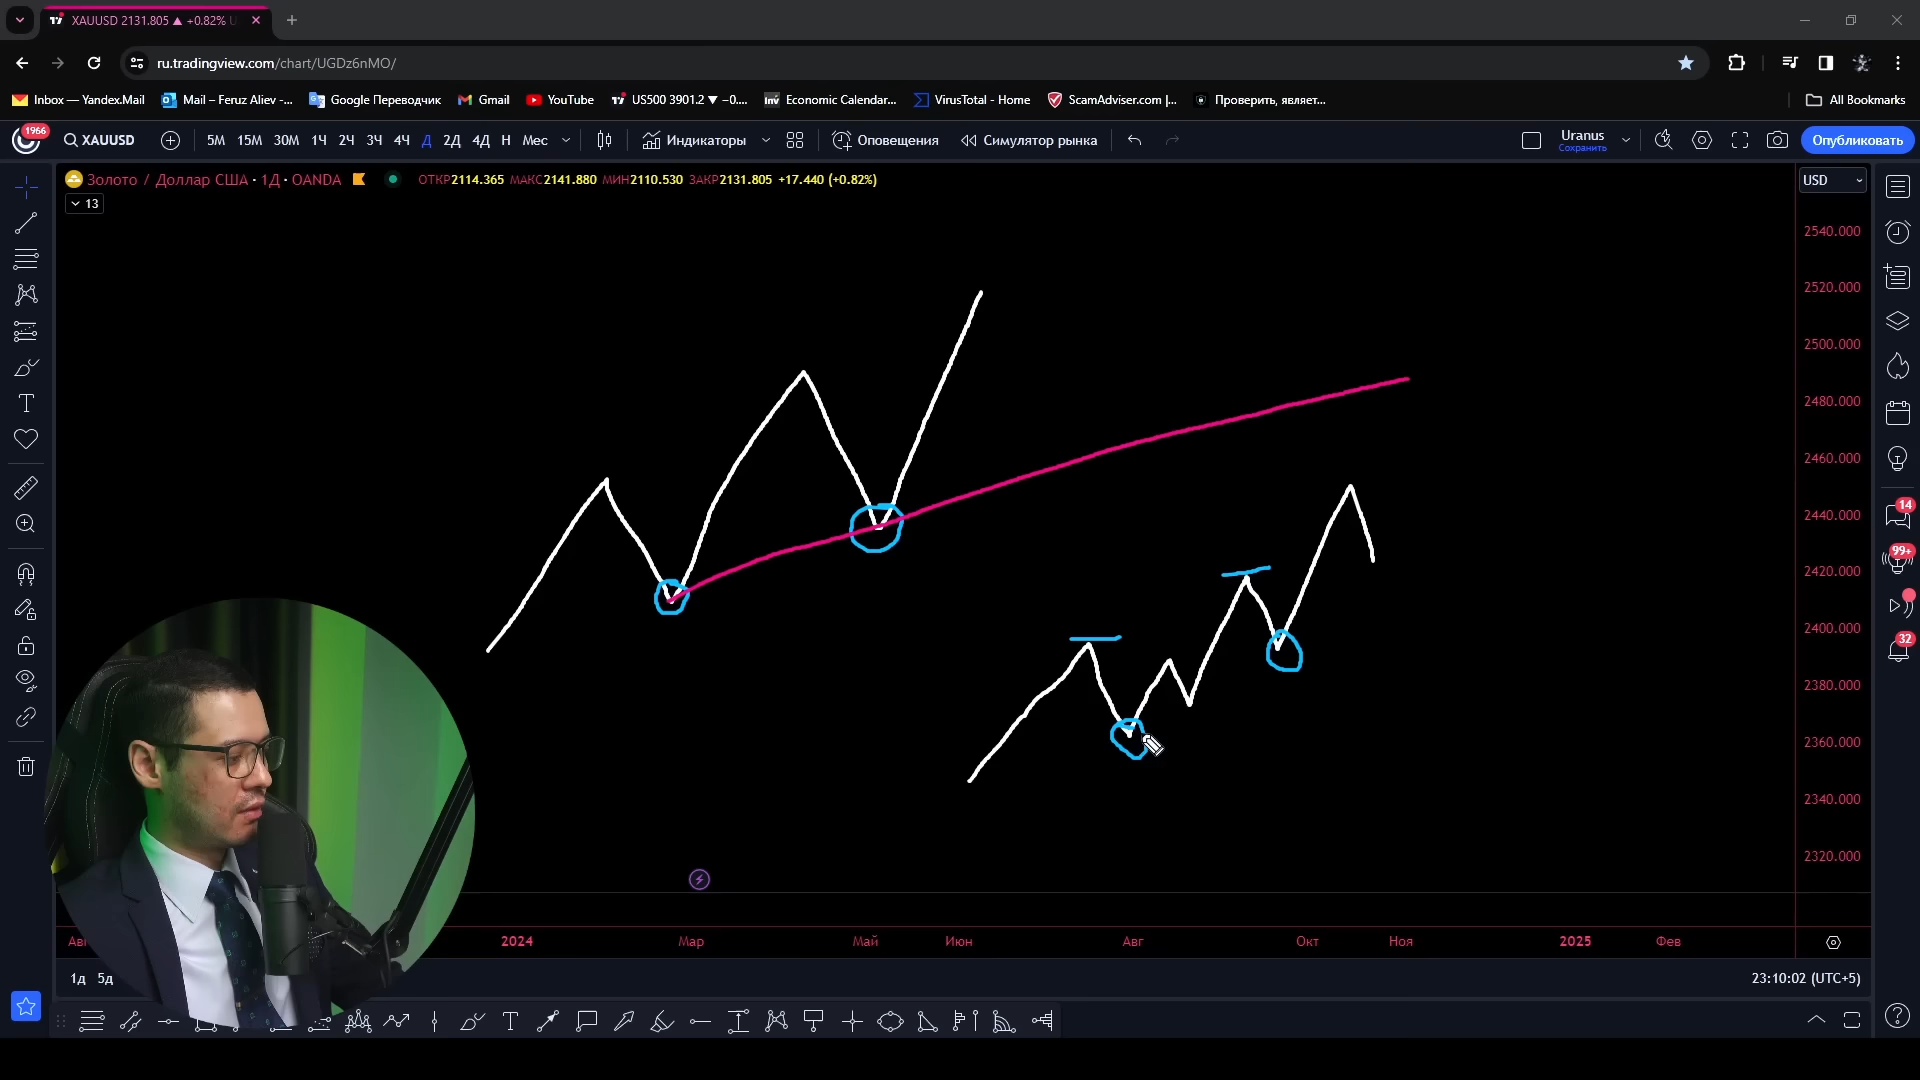 XAUUSD 2131.805 ▲ +0.82% U
ru.tradingview.com/chart/UGDz6nMO/
Inbox — Yandex.Mail
Mail – Feruz Aliev -...
Google Переводчик
Gmail
YouTube
US500 3901.2 ▼ −0....
Economic Calendar...
VirusTotal - Home
ScamAdviser.com |...
Проверить, являет...
All Bookmarks
1966
XAUUSD
5М 15М 30М 1Ч 2Ч 3Ч 4Ч Д 2Д 4Д Н Мес
Индикаторы
Оповещения
Симулятор рынка
Uranus
Сохранить
Опубликовать
Золото / Доллар США · 1Д · OANDA
ОТКР2114.365 МАКС2141.880 МИН2110.530 ЗАКР2131.805 +17.440 (+0.82%)
USD
13
2540.000
2520.000
2500.000
2480.000
2460.000
2440.000
2420.000
2400.000
2380.000
2360.000
2340.000
2320.000
14
99+
32
2024 Мар Май Июн Авг Окт Ноя 2025 Фев
1д 5д
23:10:02 (UTC+5)